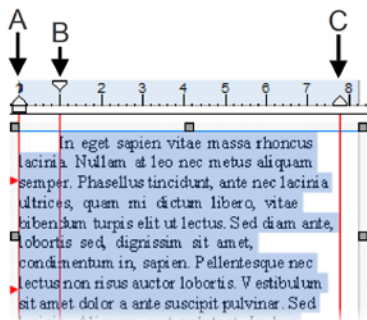 A B C
1 2 3 4 5 6 7 8
In eget sapien vitae massa rhoncus
lacinia. Nullam at leo nec metus aliquam
semper. Phasellus tincidunt, ante nec lacinia
ultrices, quam mi dictum libero, vitae
bibendum turpis elit ut lectus. Sed diam ante,
lobortis sed, dignissim sit amet,
condimentum in, sapien. Pellentesque nec
lectus non risus auctor lobortis. Vestibulum
sit amet dolor a ante suscipit pulvinar. Sed